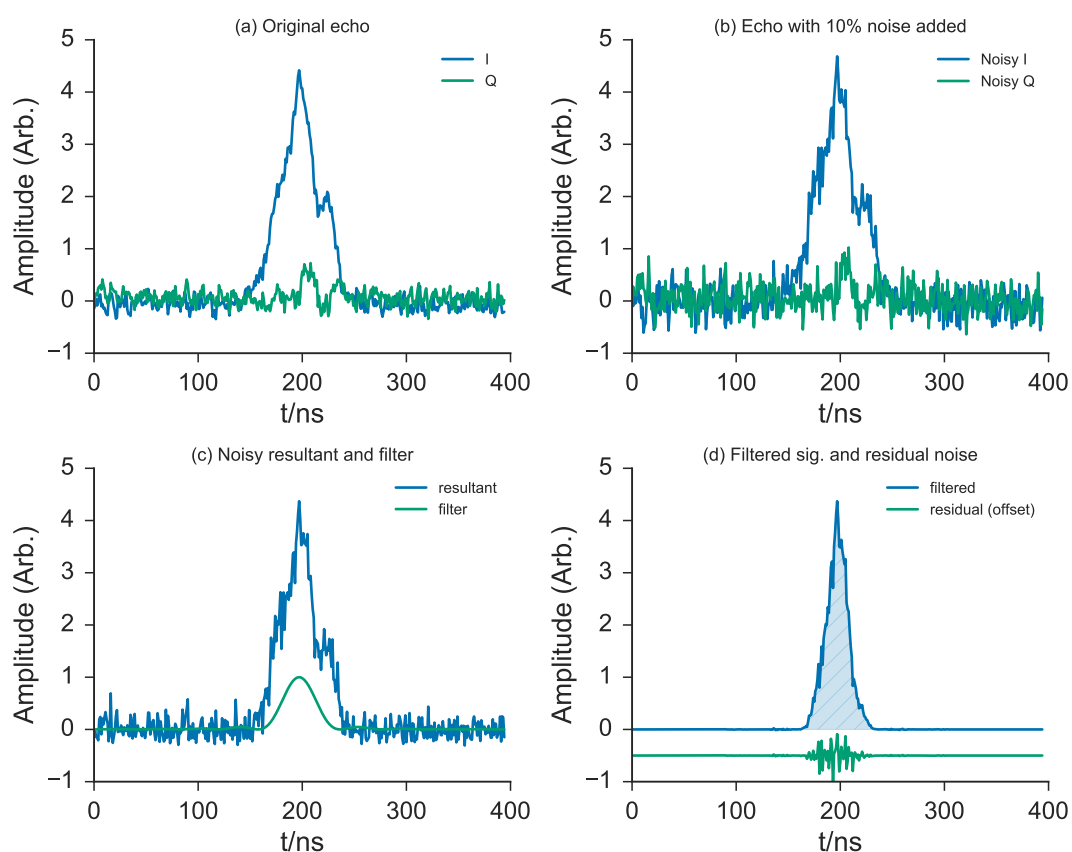 (a) Original echo
5
4
3
2
1
0
−1
Amplitude (Arb.)
I
Q
0
100
200
300
400
t/ns
(b) Echo with 10% noise added
5
4
3
2
1
0
−1
Amplitude (Arb.)
Noisy I
Noisy Q
0
100
200
300
400
t/ns
(c) Noisy resultant and filter
5
4
3
2
1
0
−1
Amplitude (Arb.)
resultant
filter
0
100
200
300
400
t/ns
(d) Filtered sig. and residual noise
5
4
3
2
1
0
−1
Amplitude (Arb.)
filtered
residual (offset)
0
100
200
300
400
t/ns